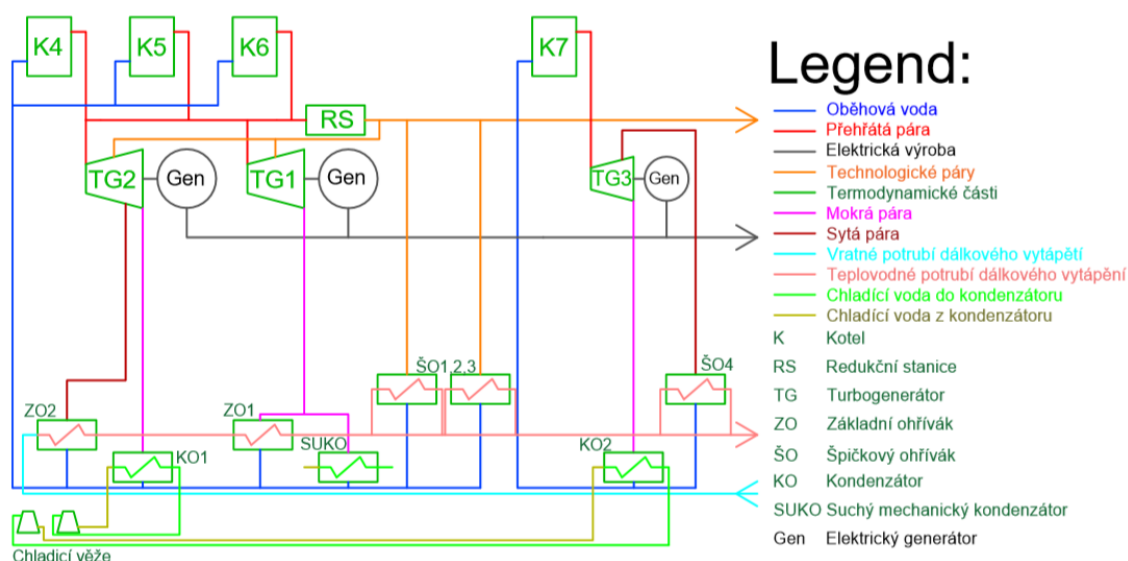 K4
K5
K6
K7
Legend:
RS
TG2
Gen
TG1
Gen
TG3
Gen
Oběhová voda
Přehřátá pára
Elektrická výroba
Technologické páry
Termodynamické části
Mokrá pára
Sytá pára
Vratné potrubí dálkového vytápětí
Teplovodné potrubí dálkového vytápění
Chladící voda do kondenzátoru
Chladící voda z kondenzátoru
K Kotel
RS Redukční stanice
TG Turbogenerátor
ZO Základní ohřívák
ŠO Špičkový ohřívák
KO Kondenzátor
SUKO Suchý mechanický kondenzátor
Gen Elektrický generátor
ŠO1,2,3
ŠO4
ZO2
ZO1
SUKO
KO1
KO2
Chladicí věže